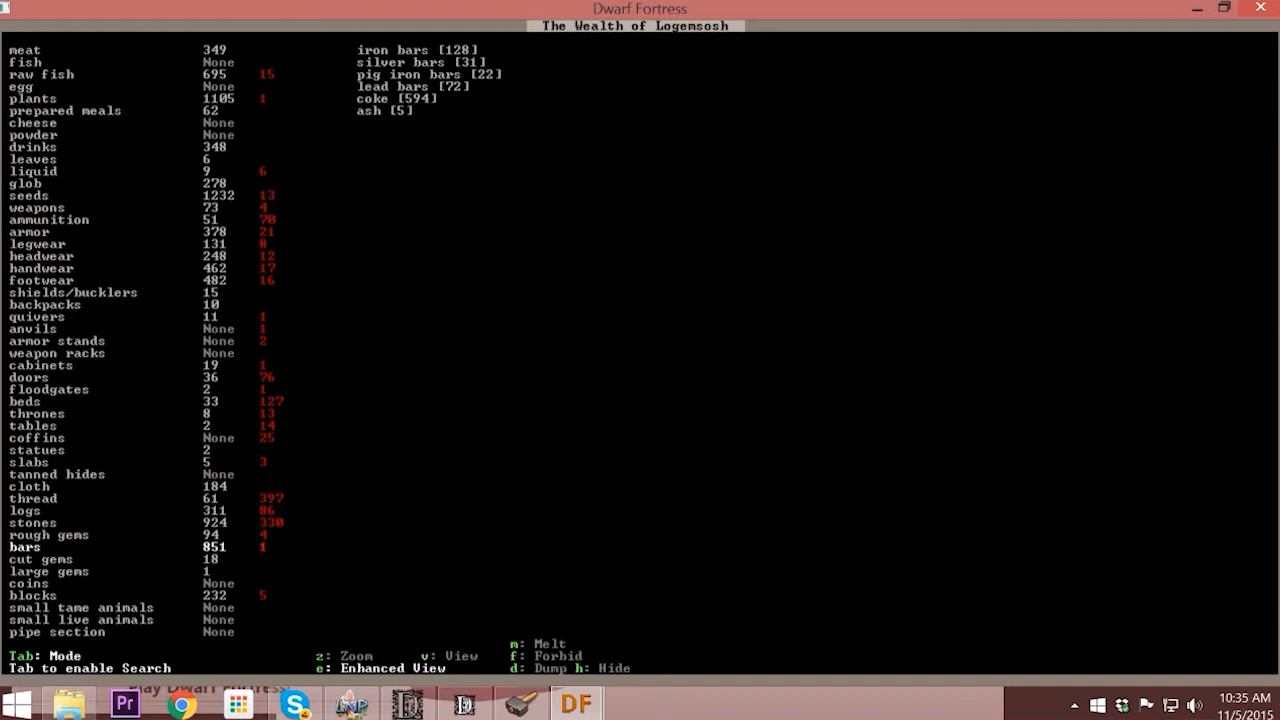 Dwarf Fortress
The Wealth of Logemsosh
meat 349 iron bars [128]
fish None silver bars [31]
raw fish 695 15 pig iron bars [22]
egg None lead bars [72]
plants 1105 1 coke [594]
prepared meals 62 ash [5]
cheese None
powder None
drinks 348
leaves 6
liquid 9 6
glob 278
seeds 1232 13
weapons 73 4
ammunition 51 70
armor 378 21
legwear 131 8
headwear 248 12
handwear 462 17
footwear 482 16
shields/bucklers 15
backpacks 10
quivers 11 1
anvils None 1
armor stands None 2
weapon racks None
cabinets 19 1
doors 36 76
floodgates 2 1
beds 33 127
thrones 8 13
tables 2 14
coffins None 25
statues 2
slabs 5 3
tanned hides None
cloth 184
thread 61 397
logs 311 86
stones 924 330
rough gems 94 4
bars 851 1
cut gems 18
large gems 1
coins None
blocks 232 5
small tame animals None
small live animals None
pipe section None
m: Melt
Tab: Mode z: Zoom v: View f: Forbid
Tab to enable Search e: Enhanced View d: Dump h: Hide
Play Dwarf Fortress!
Pr S 4 LNP D DF
10:35 AM
11/5/2015